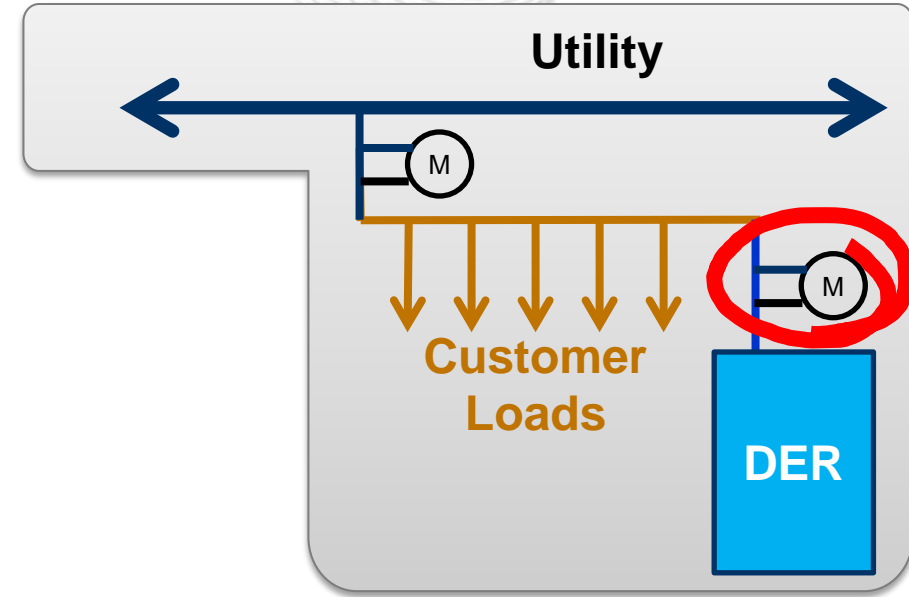 Utility
M
M
Customer
Loads
DER